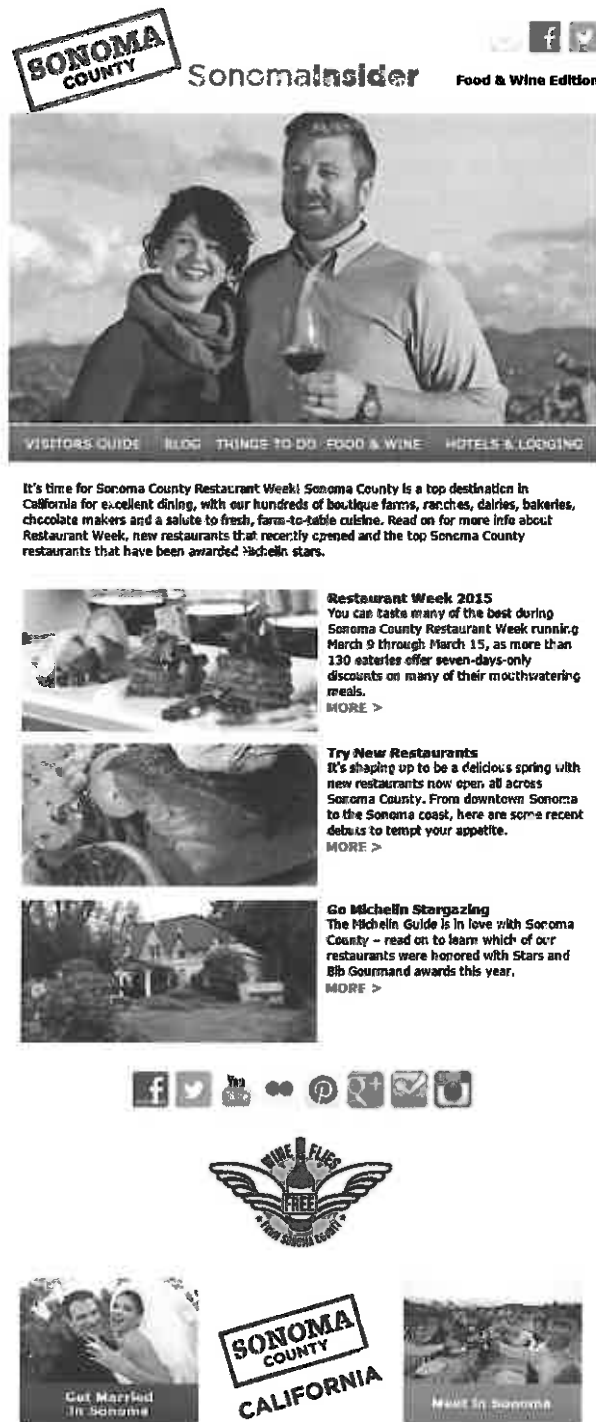 SONOMA
COUNTY
SonomaInsider
Food & Wine Edition
VISITORS GUIDE BLOG THINGS TO DO FOOD & WINE HOTELS & LODGING
It's time for Sonoma County Restaurant Week! Sonoma County is a top destination in
California for excellent dining, with our hundreds of boutique farms, ranches, dairies, bakeries,
chocolate makers and a salute to fresh, farm-to-table cuisine. Read on for more info about
Restaurant Week, new restaurants that recently opened and the top Sonoma County
restaurants that have been awarded Michelin stars.
Restaurant Week 2015
You can taste many of the best during
Sonoma County Restaurant Week running
March 9 through March 15, as more than
130 eateries offer seven-days-only
discounts on many of their mouthwatering
meals.
MORE >
Try New Restaurants
It's shaping up to be a delicious spring with
new restaurants now open all across
Sonoma County. From downtown Sonoma
to the Sonoma coast, here are some recent
debuts to tempt your appetite.
MORE >
Go Michelin Stargazing
The Michelin Guide is in love with Sonoma
County – read on to learn which of our
restaurants were honored with Stars and
Bib Gourmand awards this year.
MORE >
You
WINE FLIES
FREE
FROM SONOMA COUNTY
Get Married
In Sonoma
SONOMA
COUNTY
CALIFORNIA
Meet in Sonoma